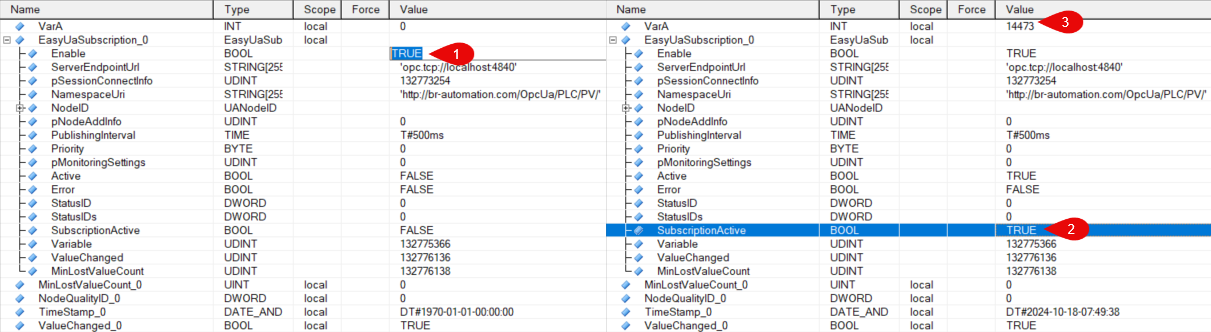 Name Type Scope Force Value
VarA INT local 0
EasyUaSubscription_0 EasyUaSub local
Enable BOOL TRUE 1
ServerEndpointUrl STRING[255 'opc.tcp://localhost:4840'
pSessionConnectInfo UDINT 132773254
NamespaceUri STRING[255 'http://br-automation.com/OpcUa/PLC/PV/'
NodeID UANodeID
pNodeAddInfo UDINT 0
PublishingInterval TIME T#500ms
Priority BYTE 0
pMonitoringSettings UDINT 0
Active BOOL FALSE
Error BOOL FALSE
StatusID DWORD 0
StatusIDs DWORD 0
SubscriptionActive BOOL FALSE
Variable UDINT 132775366
ValueChanged UDINT 132776136
MinLostValueCount UDINT 132776138
MinLostValueCount_0 UINT local 0
NodeQualityID_0 DWORD local 0
TimeStamp_0 DATE_AND local DT#1970-01-01-00:00:00
ValueChanged_0 BOOL local TRUE
Name Type Scope Force Value
VarA INT local 14473 3
EasyUaSubscription_0 EasyUaSub local
Enable BOOL TRUE
ServerEndpointUrl STRING[255 'opc.tcp://localhost:4840'
pSessionConnectInfo UDINT 132773254
NamespaceUri STRING[255 'http://br-automation.com/OpcUa/PLC/PV/'
NodeID UANodeID
pNodeAddInfo UDINT 0
PublishingInterval TIME T#500ms
Priority BYTE 0
pMonitoringSettings UDINT 0
Active BOOL TRUE
Error BOOL FALSE
StatusID DWORD 0
StatusIDs DWORD 0
SubscriptionActive BOOL TRUE 2
Variable UDINT 132775366
ValueChanged UDINT 132776136
MinLostValueCount UDINT 132776138
MinLostValueCount_0 UINT local 0
NodeQualityID_0 DWORD local 0
TimeStamp_0 DATE_AND local DT#2024-10-18-07:49:38
ValueChanged_0 BOOL local TRUE